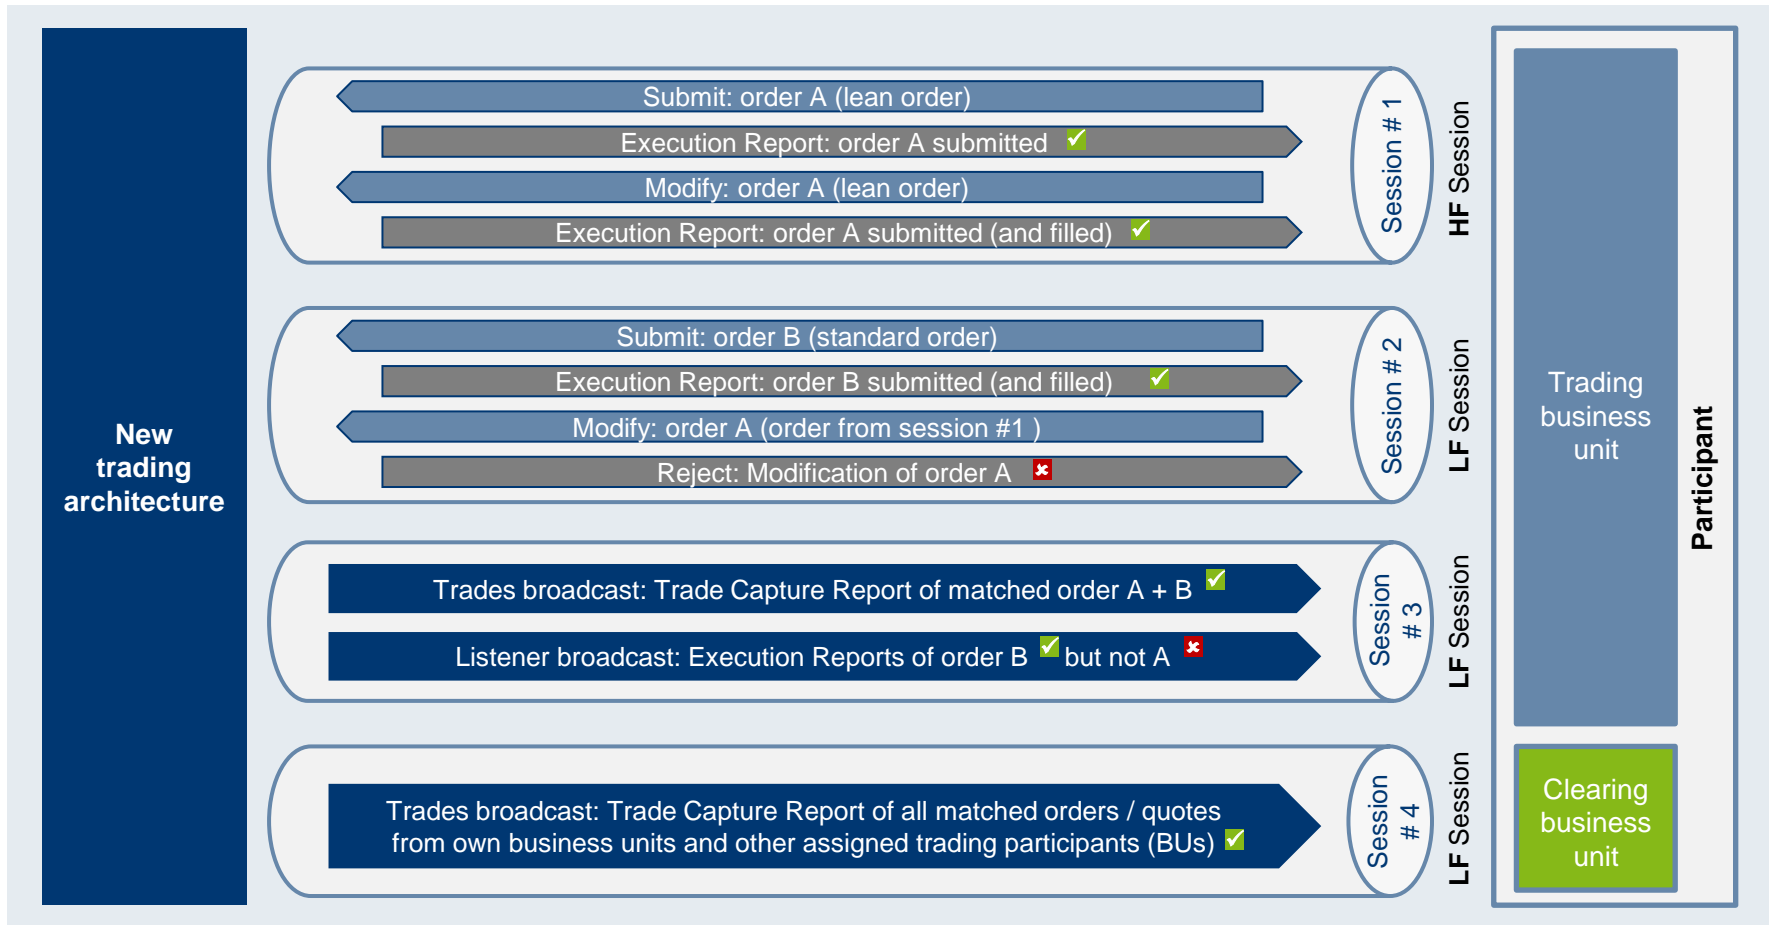 New
trading
architecture
Submit: order A (lean order)
Execution Report: order A submitted
Modify: order A (lean order)
Execution Report: order A submitted (and filled)
Session # 1
HF Session
Submit: order B (standard order)
Execution Report: order B submitted (and filled)
Modify: order A (order from session #1 )
Reject: Modification of order A
Session # 2
LF Session
Trades broadcast: Trade Capture Report of matched order A + B
Listener broadcast: Execution Reports of order B but not A
Session
# 3
LF Session
Trades broadcast: Trade Capture Report of all matched orders / quotes
from own business units and other assigned trading participants (BUs)
Session
# 4
LF Session
Trading
business
unit
Clearing
business
unit
Participant